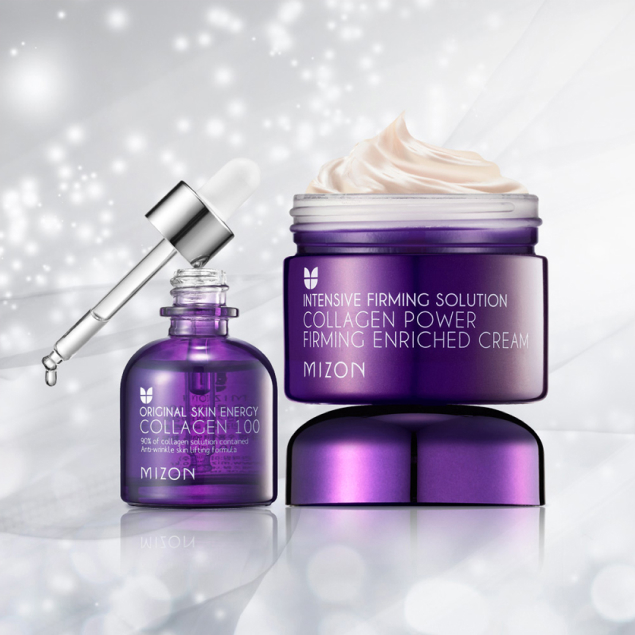 ORIGINAL SKIN ENERGY
COLLAGEN 100
90% of collagen solution contained
Anti-wrinkle skin lifting formula
MIZON
INTENSIVE FIRMING SOLUTION
COLLAGEN POWER
FIRMING ENRICHED CREAM
MIZON